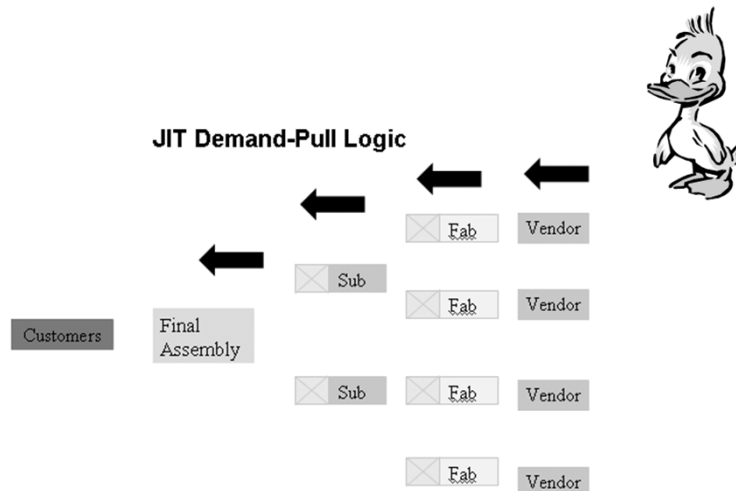 JIT Demand-Pull Logic
Fab
Vendor
Sub
Fab
Vendor
Customers
Final
Assembly
Sub
Fab
Vendor
Fab
Vendor